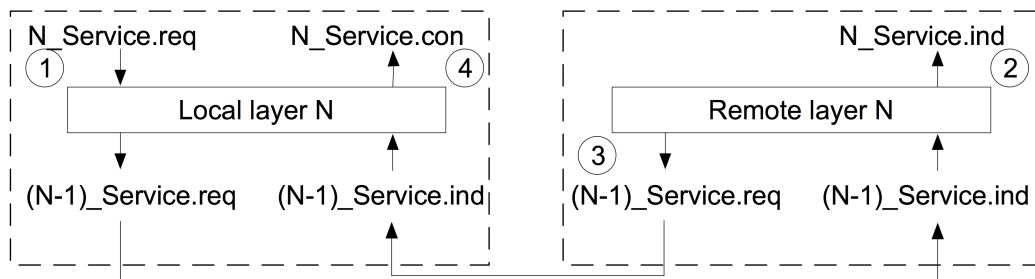 N_Service.req N_Service.con N_Service.ind
1 4 2
Local layer N Remote layer N
3
(N-1)_Service.req (N-1)_Service.ind (N-1)_Service.req (N-1)_Service.ind